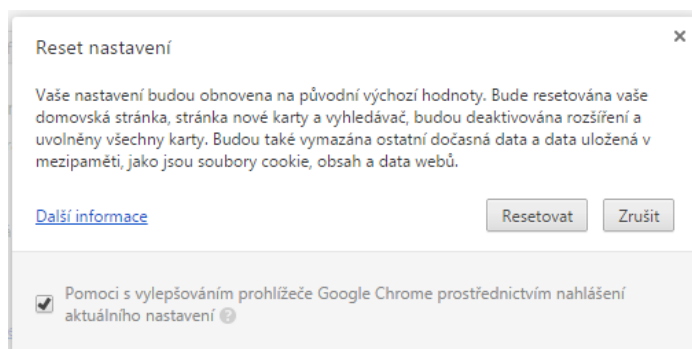 Reset nastavení
Vaše nastavení budou obnovena na původní výchozí hodnoty. Bude resetována vaše
domovská stránka, stránka nové karty a vyhledávač, budou deaktivována rozšíření a
uvolněny všechny karty. Budou také vymazána ostatní dočasná data a data uložená v
mezipaměti, jako jsou soubory cookie, obsah a data webů.
Další informace
Resetovat
Zrušit
Pomoci s vylepšováním prohlížeče Google Chrome prostřednictvím nahlášení
aktuálního nastavení